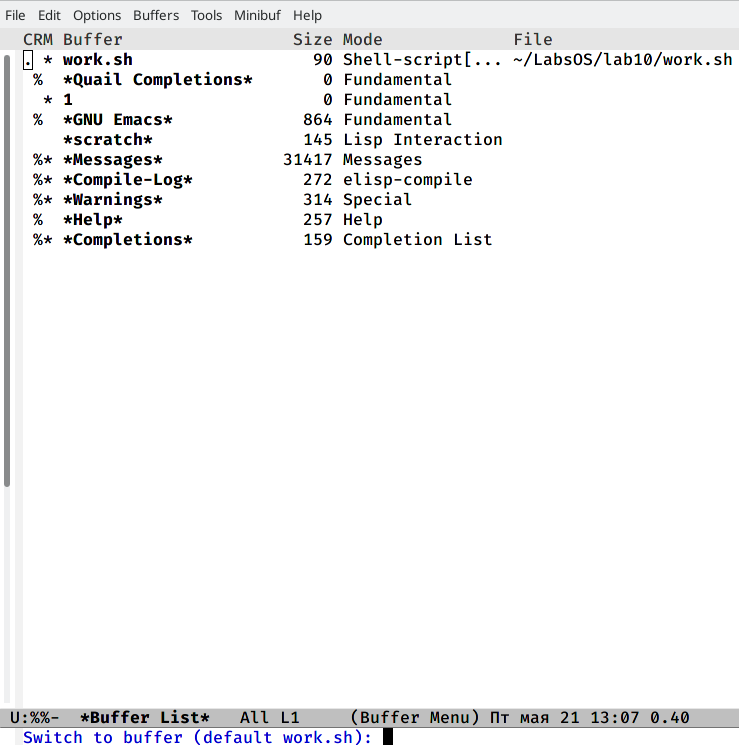 File Edit Options Buffers Tools Minibuf Help
CRM Buffer Size Mode File
. * work.sh 90 Shell-script[... ~/LabsOS/lab10/work.sh
% *Quail Completions* 0 Fundamental
* 1 0 Fundamental
% *GNU Emacs* 864 Fundamental
*scratch* 145 Lisp Interaction
%* *Messages* 31417 Messages
%* *Compile-Log* 272 elisp-compile
%* *Warnings* 314 Special
% *Help* 257 Help
%* *Completions* 159 Completion List
U:%%- *Buffer List* All L1 (Buffer Menu) Пт мая 21 13:07 0.40
Switch to buffer (default work.sh):